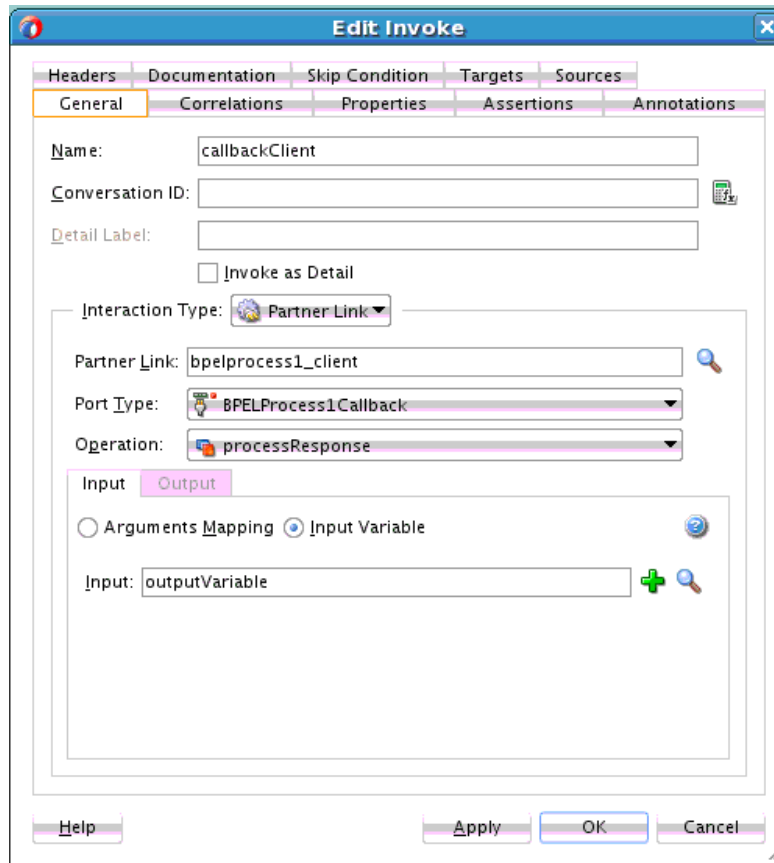 Edit Invoke
Headers Documentation Skip Condition Targets Sources
General Correlations Properties Assertions Annotations
Name: callbackClient
Conversation ID:
Detail Label:
Invoke as Detail
Interaction Type: Partner Link
Partner Link: bpelprocess1_client
Port Type: BPELProcess1Callback
Operation: processResponse
Input Output
Arguments Mapping Input Variable
Input: outputVariable
Help Apply OK Cancel